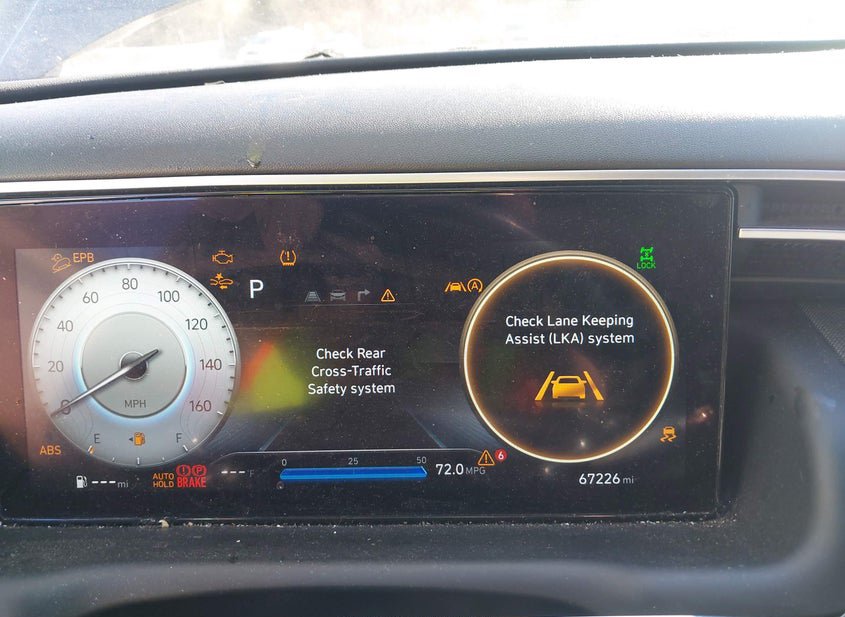 EPB
P
LOCK
60
80
100
40
120
20
140
0
160
MPH
E
F
ABS
A
Check Rear
Cross-Traffic
Safety system
Check Lane Keeping
Assist (LKA) system
--- mi
AUTO
HOLD
P
BRAKE
--- °F
0
25
50
72.0 MPG
6
67226 mi